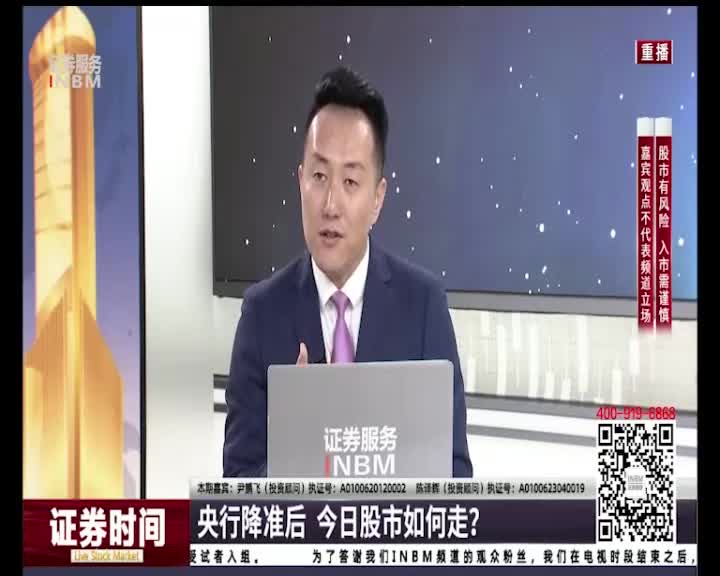 证券服务
INBM
重播
股市有风险 入市需谨慎
嘉宾观点不代表频道立场
400-919-6868
证券服务
INBM
本期嘉宾：尹鹏飞（投资顾问）执证号：A0100620120002 陈译辉（投资顾问）执证号：A0100623040019
证券时间
Live Stock Market
央行降准后 今日股市如何走?
受试者入组。 为了答谢我们INBM频道的观众粉丝，我们在电视时段结束之后，